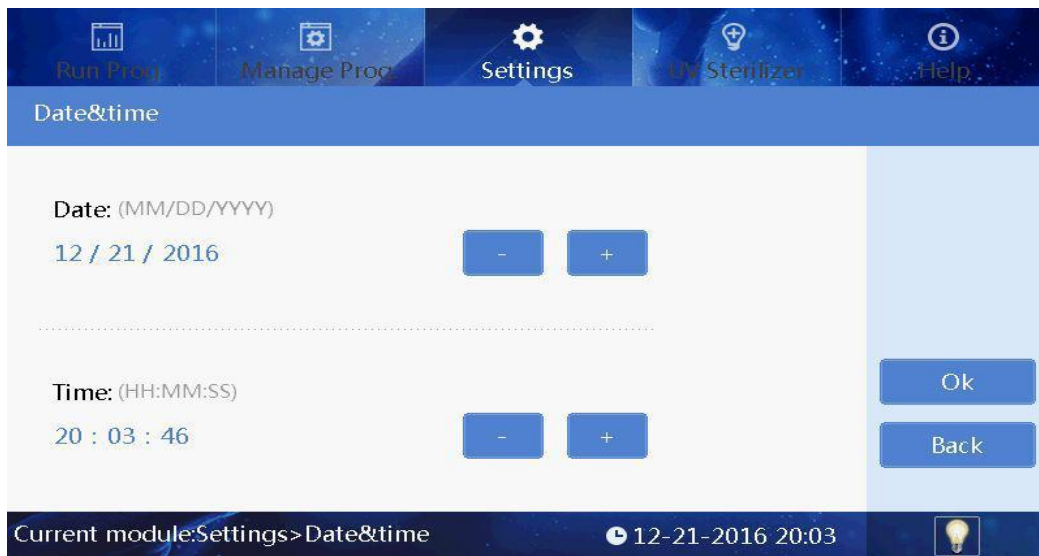 Run Prog. Manage Prog. Settings UV Sterilizer Help
Date&time
Date: (MM/DD/YYYY)
12 / 21 / 2016
- +
Time: (HH:MM:SS)
20 : 03 : 46
- +
Ok
Back
Current module:Settings>Date&time 12-21-2016 20:03